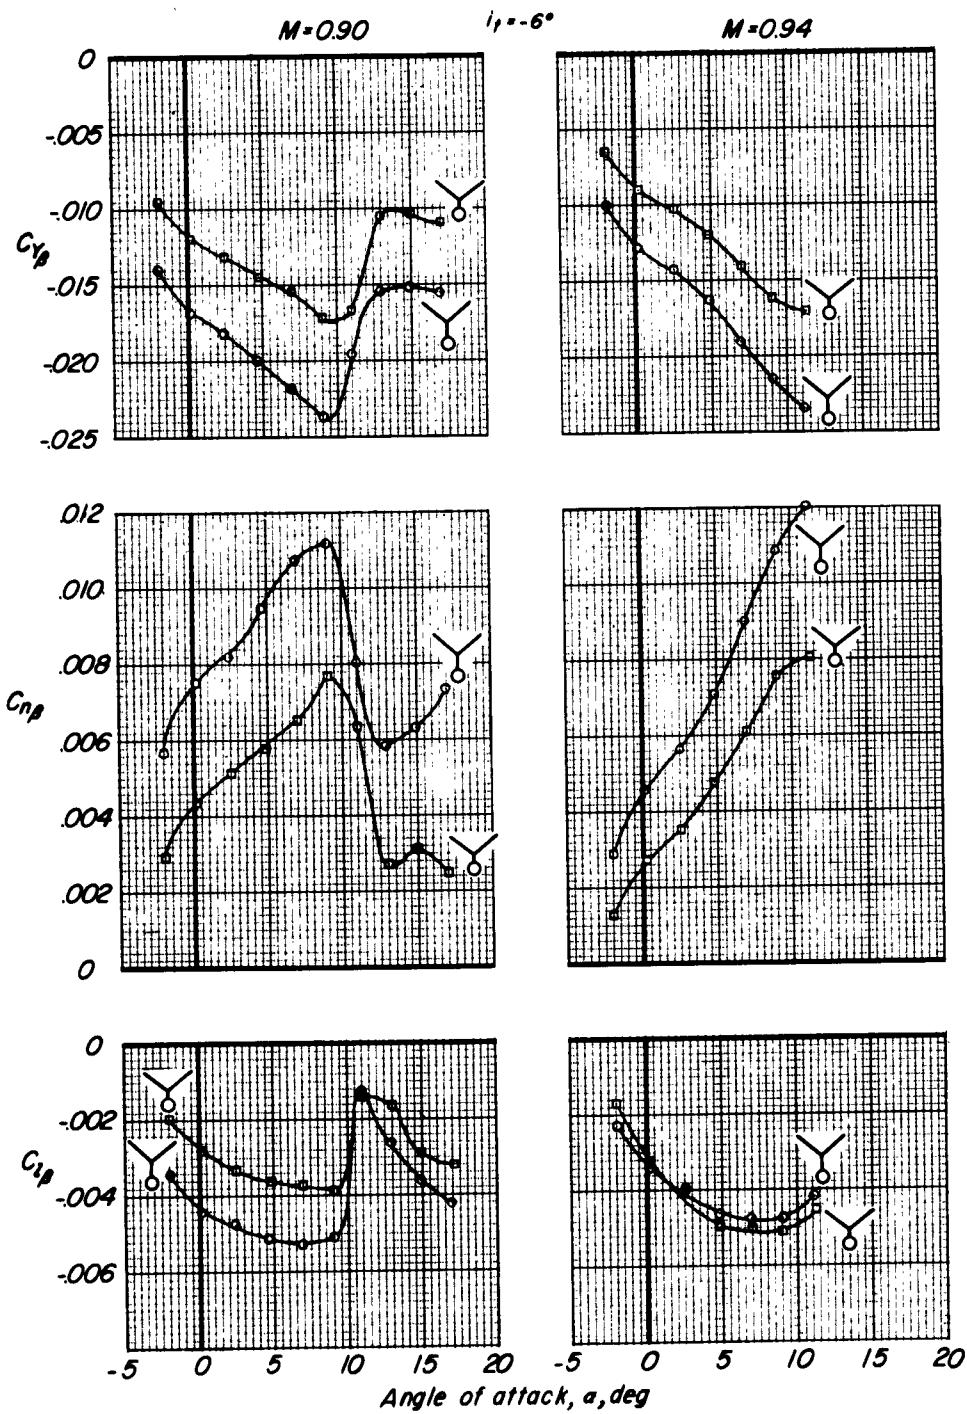 M=0.90
i_t=-6°
M=0.94
0
-.005
-.010
C_Yβ
-.015
-.020
-.025
.012
.010
.008
C_nβ
.006
.004
.002
0
0
-.002
C_lβ
-.004
-.006
-5 0 5 10 15 20
-5 0 5 10 15 20
Angle of attack, α, deg